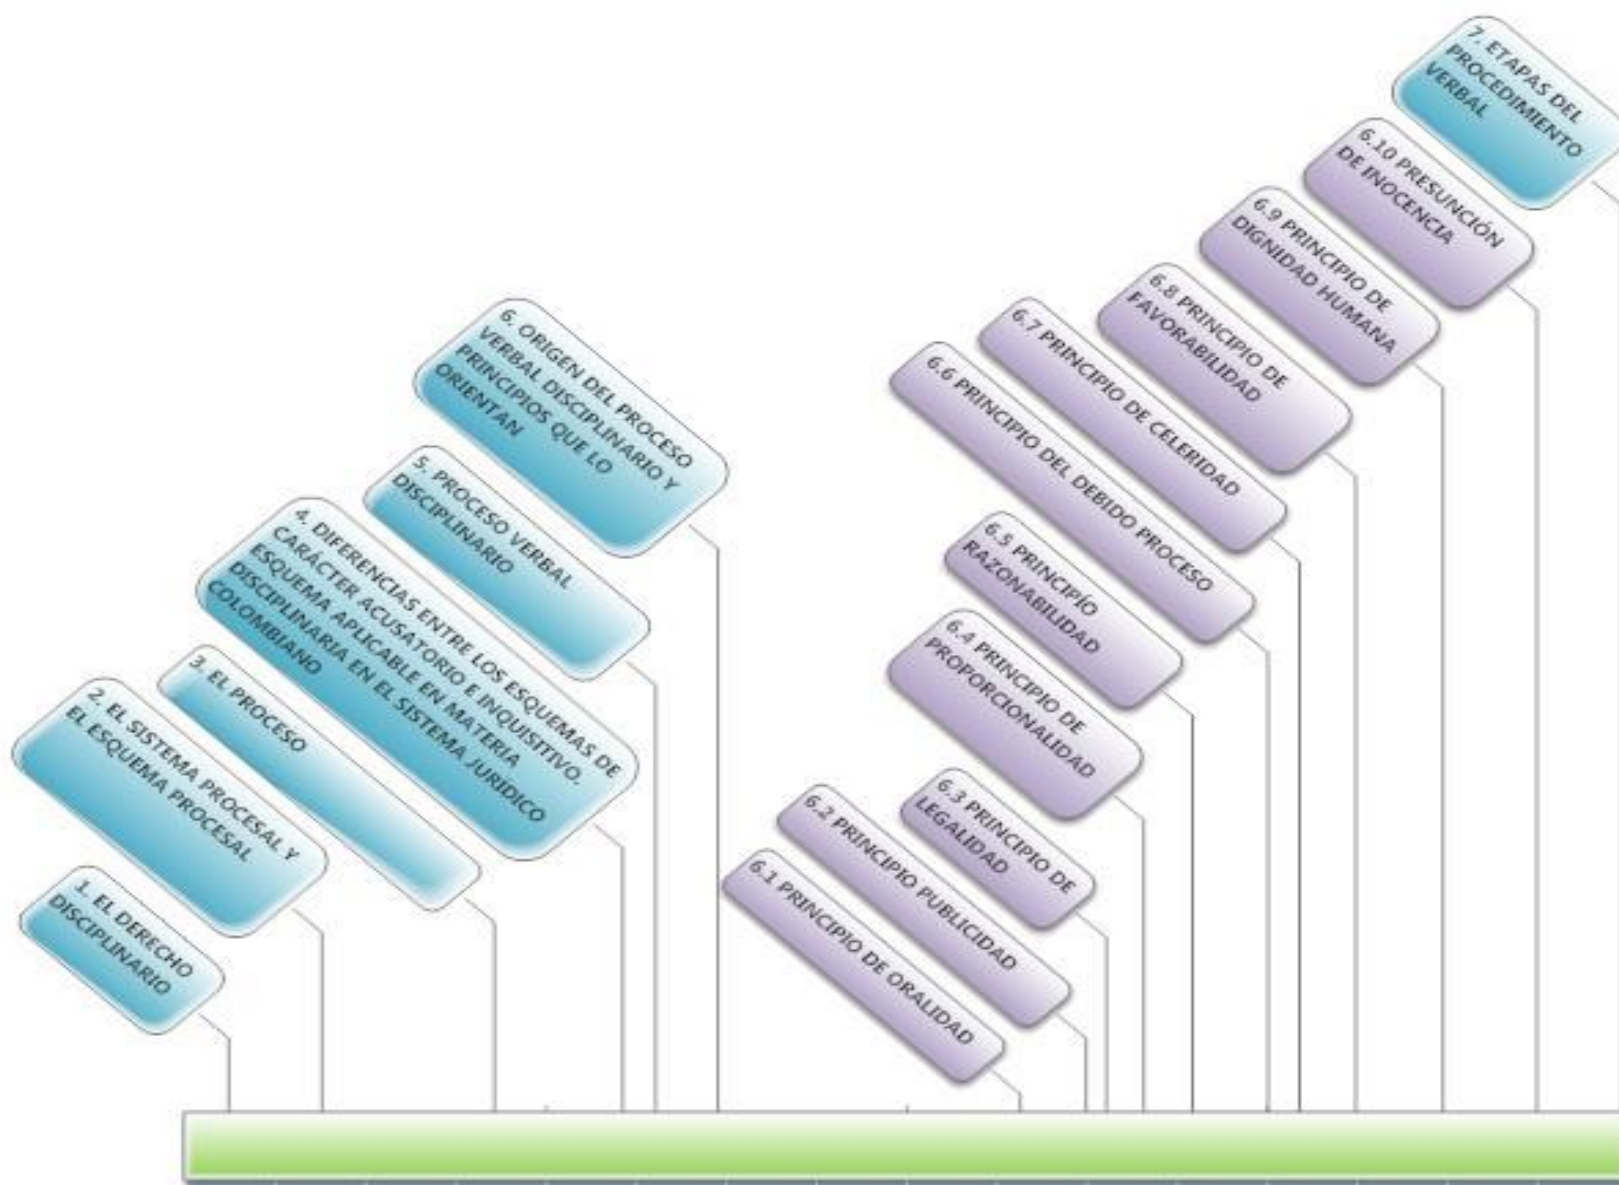 1. EL DERECHO
DISCIPLINARIO
2. EL SISTEMA PROCESAL Y
EL ESQUEMA PROCESAL
3. EL PROCESO
4. DIFERENCIAS ENTRE LOS ESQUEMAS DE
CARÁCTER ACUSATORIO E INQUISITIVO.
ESQUEMA APLICABLE EN MATERIA
DISCIPLINARIA EN EL SISTEMA JURÍDICO
COLOMBIANO
5. PROCESO VERBAL
DISCIPLINARIO
6. ORIGEN DEL PROCESO
VERBAL DISCIPLINARIO Y
PRINCIPIOS QUE LO
ORIENTAN
6.1 PRINCIPIO DE ORALIDAD
6.2 PRINCIPIO PUBLICIDAD
6.3 PRINCIPIO DE
LEGALIDAD
6.4 PRINCIPIO DE
PROPORCIONALIDAD
6.5 PRINCIPÍO
RAZONABILIDAD
6.6 PRINCIPIO DEL DEBIDO PROCESO
6.7 PRINCIPIO DE CELERIDAD
6.8 PRINCIPIO DE
FAVORABILIDAD
6.9 PRINCIPIO DE
DIGNIDAD HUMANA
6.10 PRESUNCIÓN
DE INOCENCIA
7. ETAPAS DEL
PROCEDIMIENTO
VERBAL